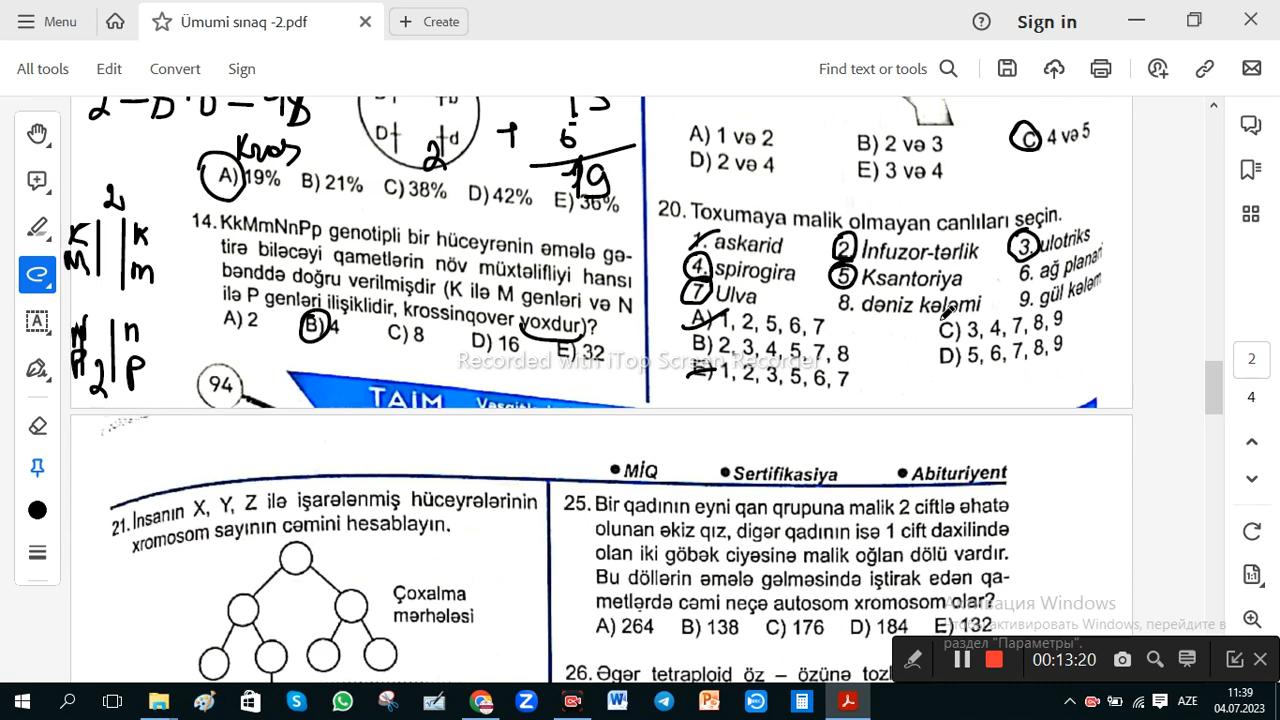 Menu
Ümumi sınaq -2.pdf
Create
Sign in
All tools
Edit
Convert
Sign
Find text or tools
Kros
2
+
6
19
A) 19% B) 21% C) 38% D) 42% E) 36%
2
K K
M m
N n
P 2 P
14. KkMmNnPp genotipli bir hüceyrənin əmələ gə-
tirə biləcəyi qametlərin növ müxtəlifliyi hansı
bənddə doğru verilmişdir (K ilə M genləri və N
ilə P genləri ilişiklidir, krossinqover yoxdur)?
A) 2 B) 4 C) 8 D) 16 E) 32
94
TAİM
A) 1 və 2 B) 2 və 3 C) 4 və 5
D) 2 və 4 E) 3 və 4
20. Toxumaya malik olmayan canlıları seçin.
1. askarid 2. İnfuzor-tərlik 3. ulotriks
4. spirogira 5. Ksantoriya 6. ağ planari
7. Ulva 8. dəniz kələmi 9. gül kələm
A) 1, 2, 5, 6, 7 C) 3, 4, 7, 8, 9
B) 2, 3, 4, 5, 7, 8 D) 5, 6, 7, 8, 9
E) 1, 2, 3, 5, 6, 7
Recorded with iTop Screen Recorder
2
4
• MİQ • Sertifikasiya • Abituriyent
21. İnsanın X, Y, Z ilə işarələnmiş hüceyrələrinin
xromosom sayının cəmini hesablayın.
Çoxalma
mərhələsi
25. Bir qadının eyni qan qrupuna malik 2 ciftlə əhatə
olunan əkiz qız, digər qadının isə 1 cift daxilində
olan iki göbək ciyəsinə malik oğlan dölü vardır.
Bu döllərin əmələ gəlməsində iştirak edən qa-
metlərdə cəmi neçə autosom xromosom olar?
A) 264 B) 138 C) 176 D) 184 E) 132
26. Əgər tetraploid öz – özünə tozl
Активация Windows
Чтобы активировать Windows, перейдите в
раздел "Параметры".
00:13:20
AZE
11:39
04.07.2023